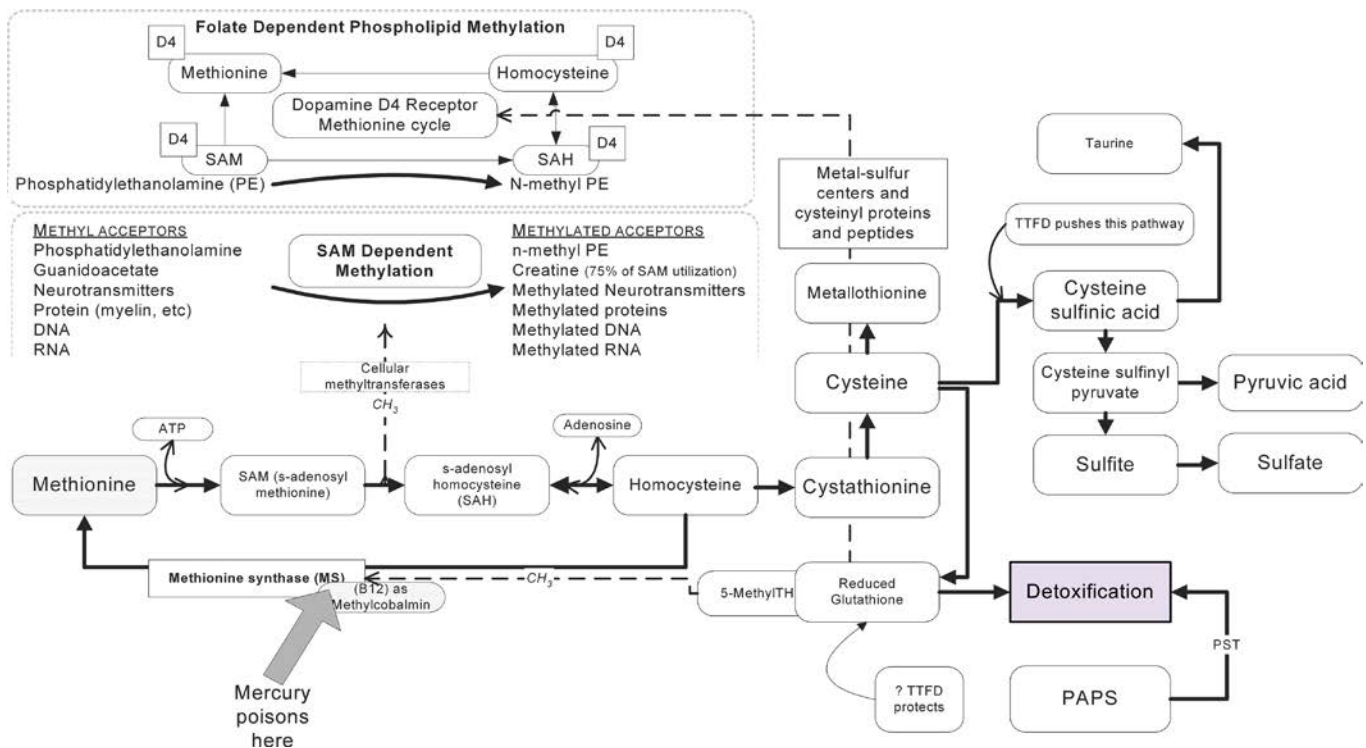 Folate Dependent Phospholipid Methylation
D4
D4
Methionine
Homocysteine
Dopamine D4 Receptor
Methionine cycle
D4
D4
SAM
SAH
Phosphatidylethanolamine (PE)
N-methyl PE
METHYL ACCEPTORS
Phosphatidylethanolamine
Guanidoacetate
Neurotransmitters
Protein (myelin, etc)
DNA
RNA
SAM Dependent
Methylation
METHYLATED ACCEPTORS
n-methyl PE
Creatine (75% of SAM utilization)
Methylated Neurotransmitters
Methylated proteins
Methylated DNA
Methylated RNA
Metal-sulfur
centers and
cysteinyl proteins
and peptides
Taurine
TTFD pushes this pathway
Metallothionine
Cysteine
sulfinic acid
Cellular
methyltransferases
CH3
Cysteine
Cysteine sulfinyl
pyruvate
Pyruvic acid
ATP
Adenosine
Methionine
SAM (s-adenosyl
methionine)
s-adenosyl
homocysteine
(SAH)
Homocysteine
Cystathionine
Sulfite
Sulfate
Methionine synthase (MS)
(B12) as
Methylcobalmin
CH3
5-MethylTH
Reduced
Glutathione
Detoxification
PST
? TTFD
protects
PAPS
Mercury
poisons
here